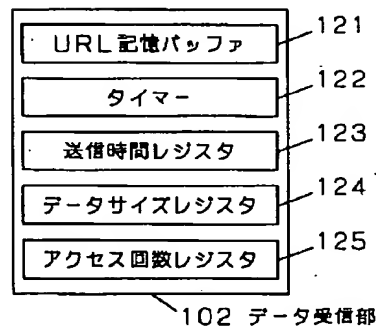 URL記憶バッファ
121
タイマー
122
送信時間レジスタ
123
データサイズレジスタ
124
アクセス回数レジスタ
125
102 データ受信部